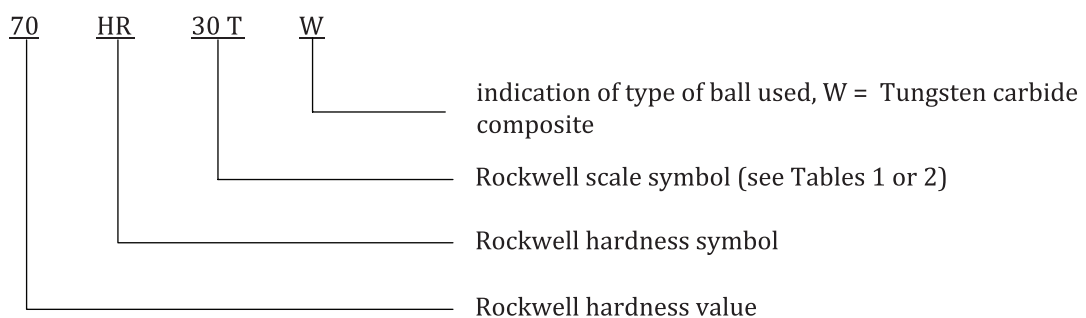 70 HR 30 T W
indication of type of ball used, W = Tungsten carbide
composite
Rockwell scale symbol (see Tables 1 or 2)
Rockwell hardness symbol
Rockwell hardness value